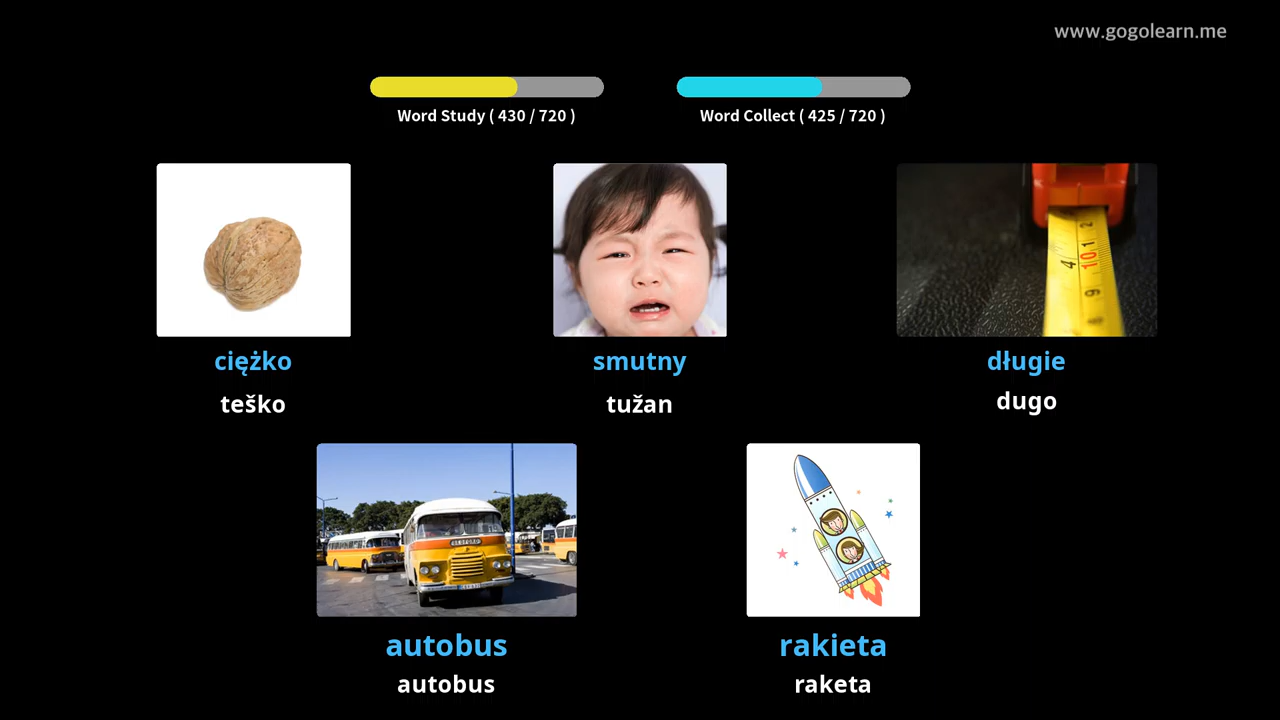 www.gogolearn.me
Word Study ( 430 / 720 )
Word Collect ( 425 / 720 )
ciężko
smutny
długie
teško
tužan
dugo
autobus
rakieta
autobus
raketa